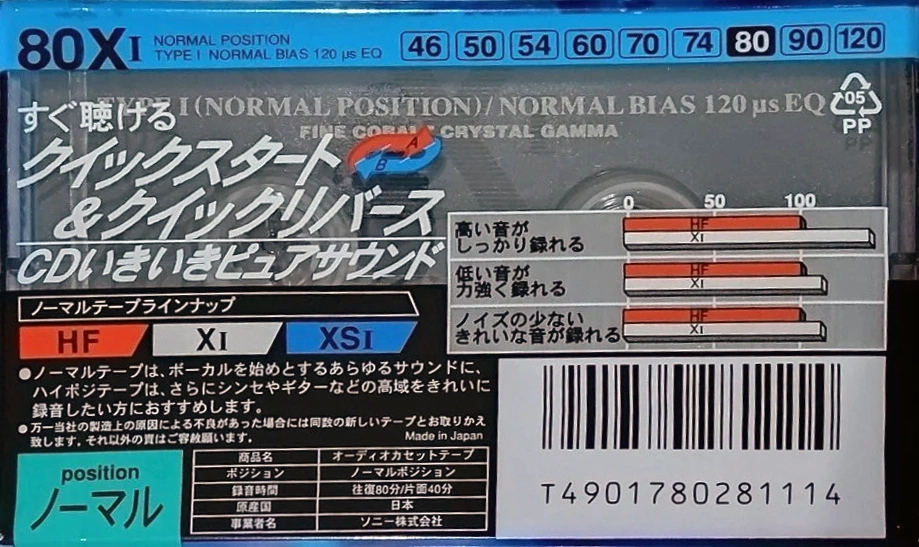 80XI
NORMAL POSITION
TYPE I NORMAL BIAS 120 μs EQ
46 50 54 60 70 74 80 90 120
TYPE I (NORMAL POSITION) / NORMAL BIAS 120 μs EQ
FINE COBALT CRYSTAL GAMMA
05
PP
すぐ聴ける
クイックスタート
A
B
&クイックリバース
CDいきいきピュアサウンド
0 50 100
高い音が
しっかり録れる
HF
XI
低い音が
力強く録れる
HF
XI
ノイズの少ない
きれいな音が録れる
HF
XI
ノーマルテープラインナップ
HF XI XSI
●ノーマルテープは、ボーカルを始めとするあらゆるサウンドに、
ハイポジテープは、さらにシンセやギターなどの高域をきれいに
録音したい方におすすめします。
●万一当社の製造上の原因による不良があった場合には同数の新しいテープとお取りかえ
致します。それ以外の責はご容赦願います。
Made in Japan
position
ノーマル
商品名 オーディオカセットテープ
ポジション ノーマルポジション
録音時間 往復80分/片面40分
原産国 日本
事業者名 ソニー株式会社
T4901780281114